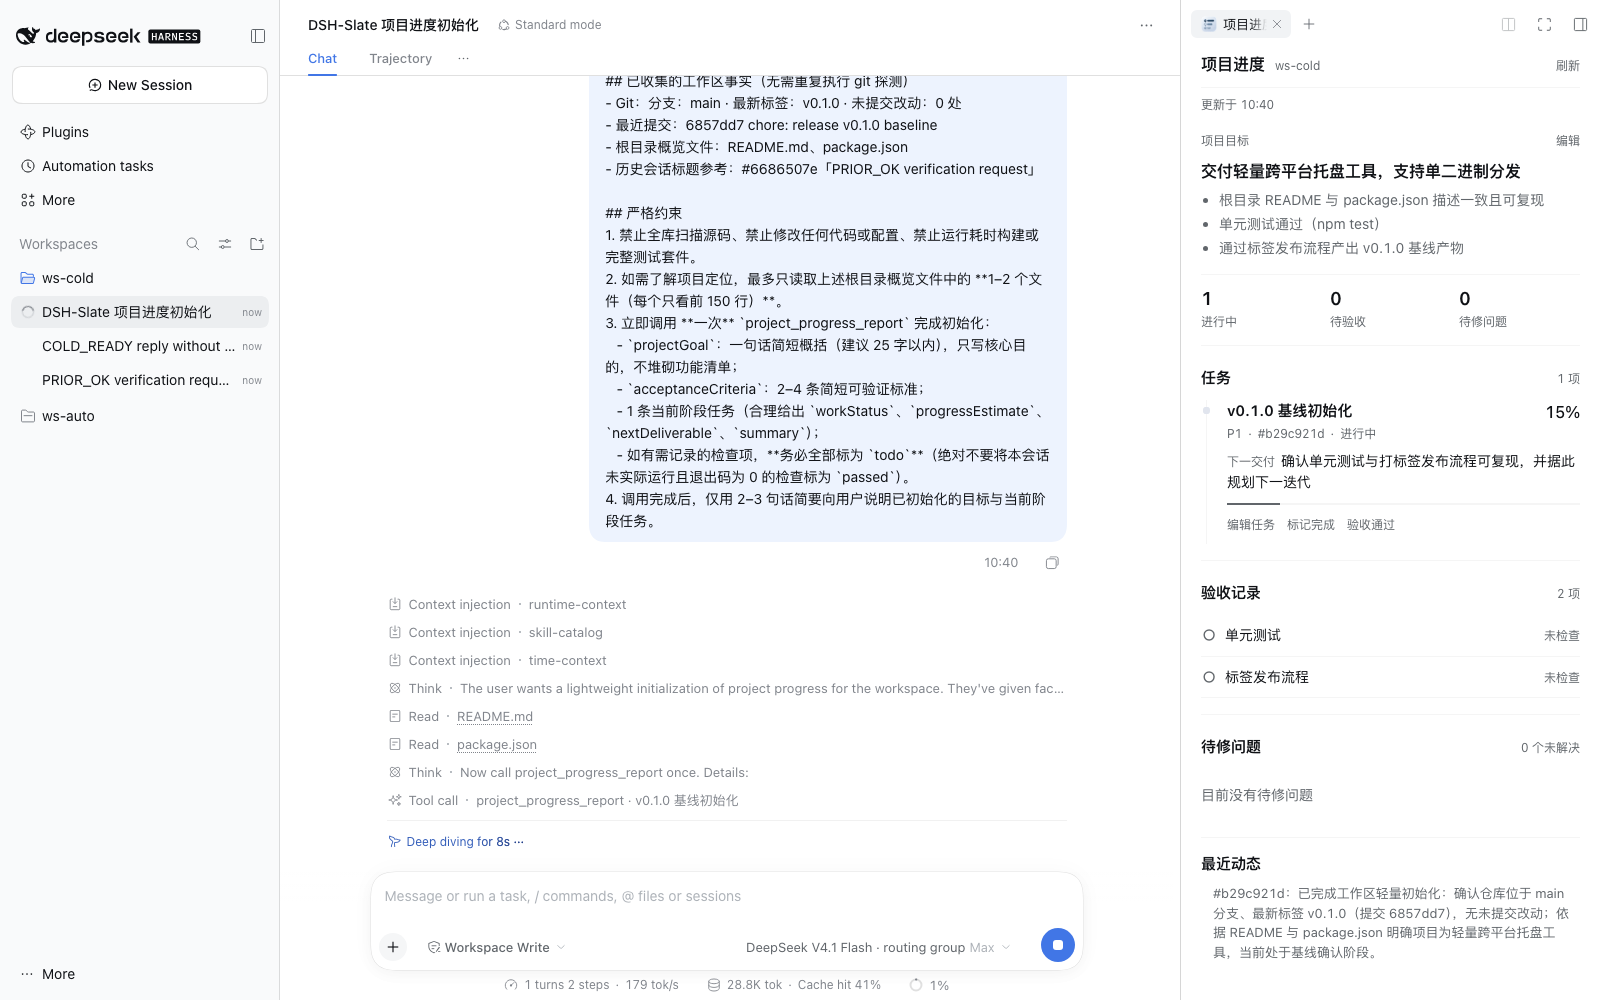 deepseek HARNESS
New Session
Plugins
Automation tasks
More
Workspaces
ws-cold
DSH-Slate 项目进度初始化 now
COLD_READY reply without ... now
PRIOR_OK verification requ... now
ws-auto
More
DSH-Slate 项目进度初始化 Standard mode
Chat Trajectory
## 已收集的工作区事实（无需重复执行 git 探测）
- Git：分支：main · 最新标签：v0.1.0 · 未提交改动：0 处
- 最近提交：6857dd7 chore: release v0.1.0 baseline
- 根目录概览文件：README.md、package.json
- 历史会话标题参考：#6686507e「PRIOR_OK verification request」
## 严格约束
1. 禁止全库扫描源码、禁止修改任何代码或配置、禁止运行耗时构建或
完整测试套件。
2. 如需了解项目定位，最多只读取上述根目录概览文件中的 **1–2 个文
件（每个只看前 150 行）**。
3. 立即调用 **一次** `project_progress_report` 完成初始化：
- `projectGoal`：一句话简短概括（建议 25 字以内），只写核心目
的，不堆砌功能清单；
- `acceptanceCriteria`：2–4 条简短可验证标准；
- 1 条当前阶段任务（合理给出 `workStatus`、`progressEstimate`、
`nextDeliverable`、`summary`）；
- 如有需记录的检查项，**务必全部标为 `todo`**（绝对不要将本会话
未实际运行且退出码为 0 的检查标为 `passed`）。
4. 调用完成后，仅用 2–3 句话简要向用户说明已初始化的目标与当前阶
段任务。
10:40
Context injection · runtime-context
Context injection · skill-catalog
Context injection · time-context
Think · The user wants a lightweight initialization of project progress for the workspace. They've given fac...
Read · README.md
Read · package.json
Think · Now call project_progress_report once. Details:
Tool call · project_progress_report · v0.1.0 基线初始化
Deep diving for 8s ···
Message or run a task, / commands, @ files or sessions
Workspace Write
DeepSeek V4.1 Flash · routing group Max
1 turns 2 steps · 179 tok/s 28.8K tok · Cache hit 41% 1%
项目进
项目进度 ws-cold 刷新
更新于 10:40
项目目标 编辑
交付轻量跨平台托盘工具，支持单二进制分发
• 根目录 README 与 package.json 描述一致且可复现
• 单元测试通过（npm test）
• 通过标签发布流程产出 v0.1.0 基线产物
1 0 0
进行中 待验收 待修问题
任务 1 项
v0.1.0 基线初始化 15%
P1 · #b29c921d · 进行中
下一交付 确认单元测试与打标签发布流程可复现，并据此
规划下一迭代
编辑任务 标记完成 验收通过
验收记录 2 项
单元测试 未检查
标签发布流程 未检查
待修问题 0 个未解决
目前没有待修问题
最近动态
#b29c921d：已完成工作区轻量初始化：确认仓库位于 main
分支、最新标签 v0.1.0（提交 6857dd7），无未提交改动；依
据 README 与 package.json 明确项目为轻量跨平台托盘工
具，当前处于基线确认阶段。